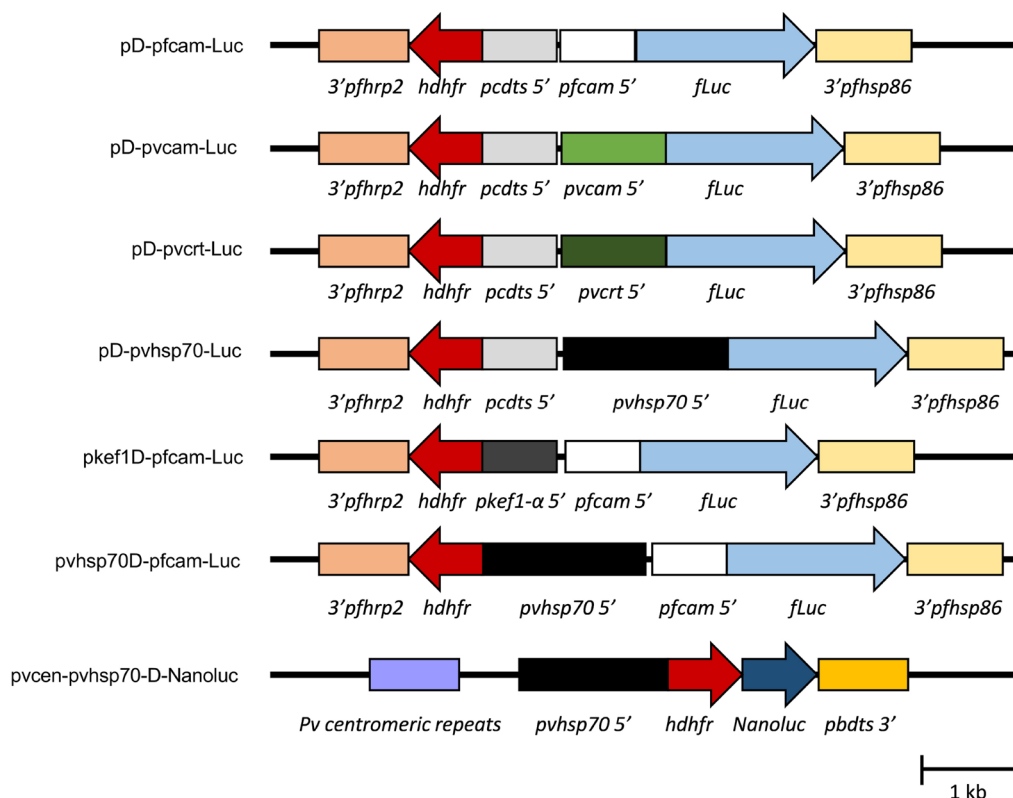 pD-pfcam-Luc
3’pfhrp2 hdhfr pcdts 5’ pfcam 5’ fLuc 3’pfhsp86
pD-pvcam-Luc
3’pfhrp2 hdhfr pcdts 5’ pvcam 5’ fLuc 3’pfhsp86
pD-pvcrt-Luc
3’pfhrp2 hdhfr pcdts 5’ pvcrt 5’ fLuc 3’pfhsp86
pD-pvhsp70-Luc
3’pfhrp2 hdhfr pcdts 5’ pvhsp70 5’ fLuc 3’pfhsp86
pkef1D-pfcam-Luc
3’pfhrp2 hdhfr pkef1-α 5’ pfcam 5’ fLuc 3’pfhsp86
pvhsp70D-pfcam-Luc
3’pfhrp2 hdhfr pvhsp70 5’ pfcam 5’ fLuc 3’pfhsp86
pvcen-pvhsp70-D-Nanoluc
Pv centromeric repeats pvhsp70 5’ hdhfr Nanoluc pbdts 3’
1 kb